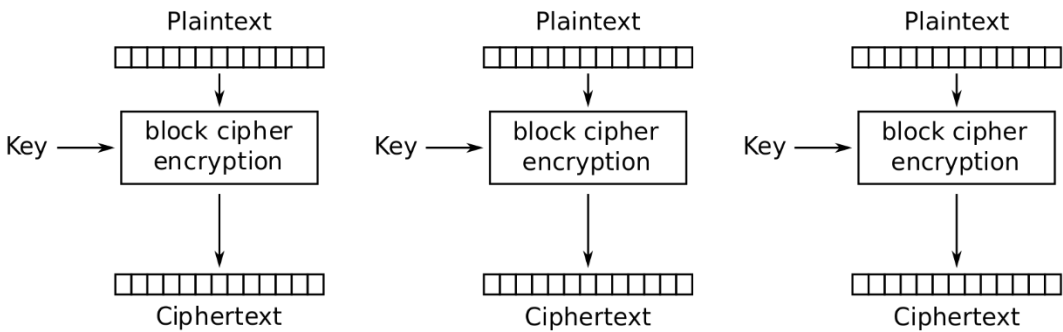 Plaintext
Plaintext
Plaintext
Key
block cipher
encryption
Key
block cipher
encryption
Key
block cipher
encryption
Ciphertext
Ciphertext
Ciphertext